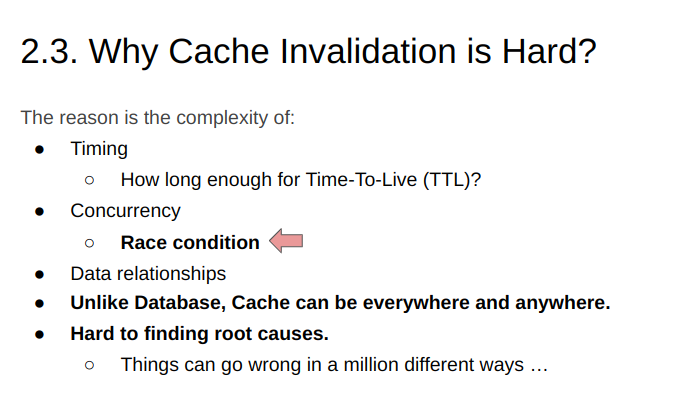 2.3. Why Cache Invalidation is Hard?
The reason is the complexity of:
● Timing
○ How long enough for Time-To-Live (TTL)?
● Concurrency
○ Race condition
● Data relationships
● Unlike Database, Cache can be everywhere and anywhere.
● Hard to finding root causes.
○ Things can go wrong in a million different ways …